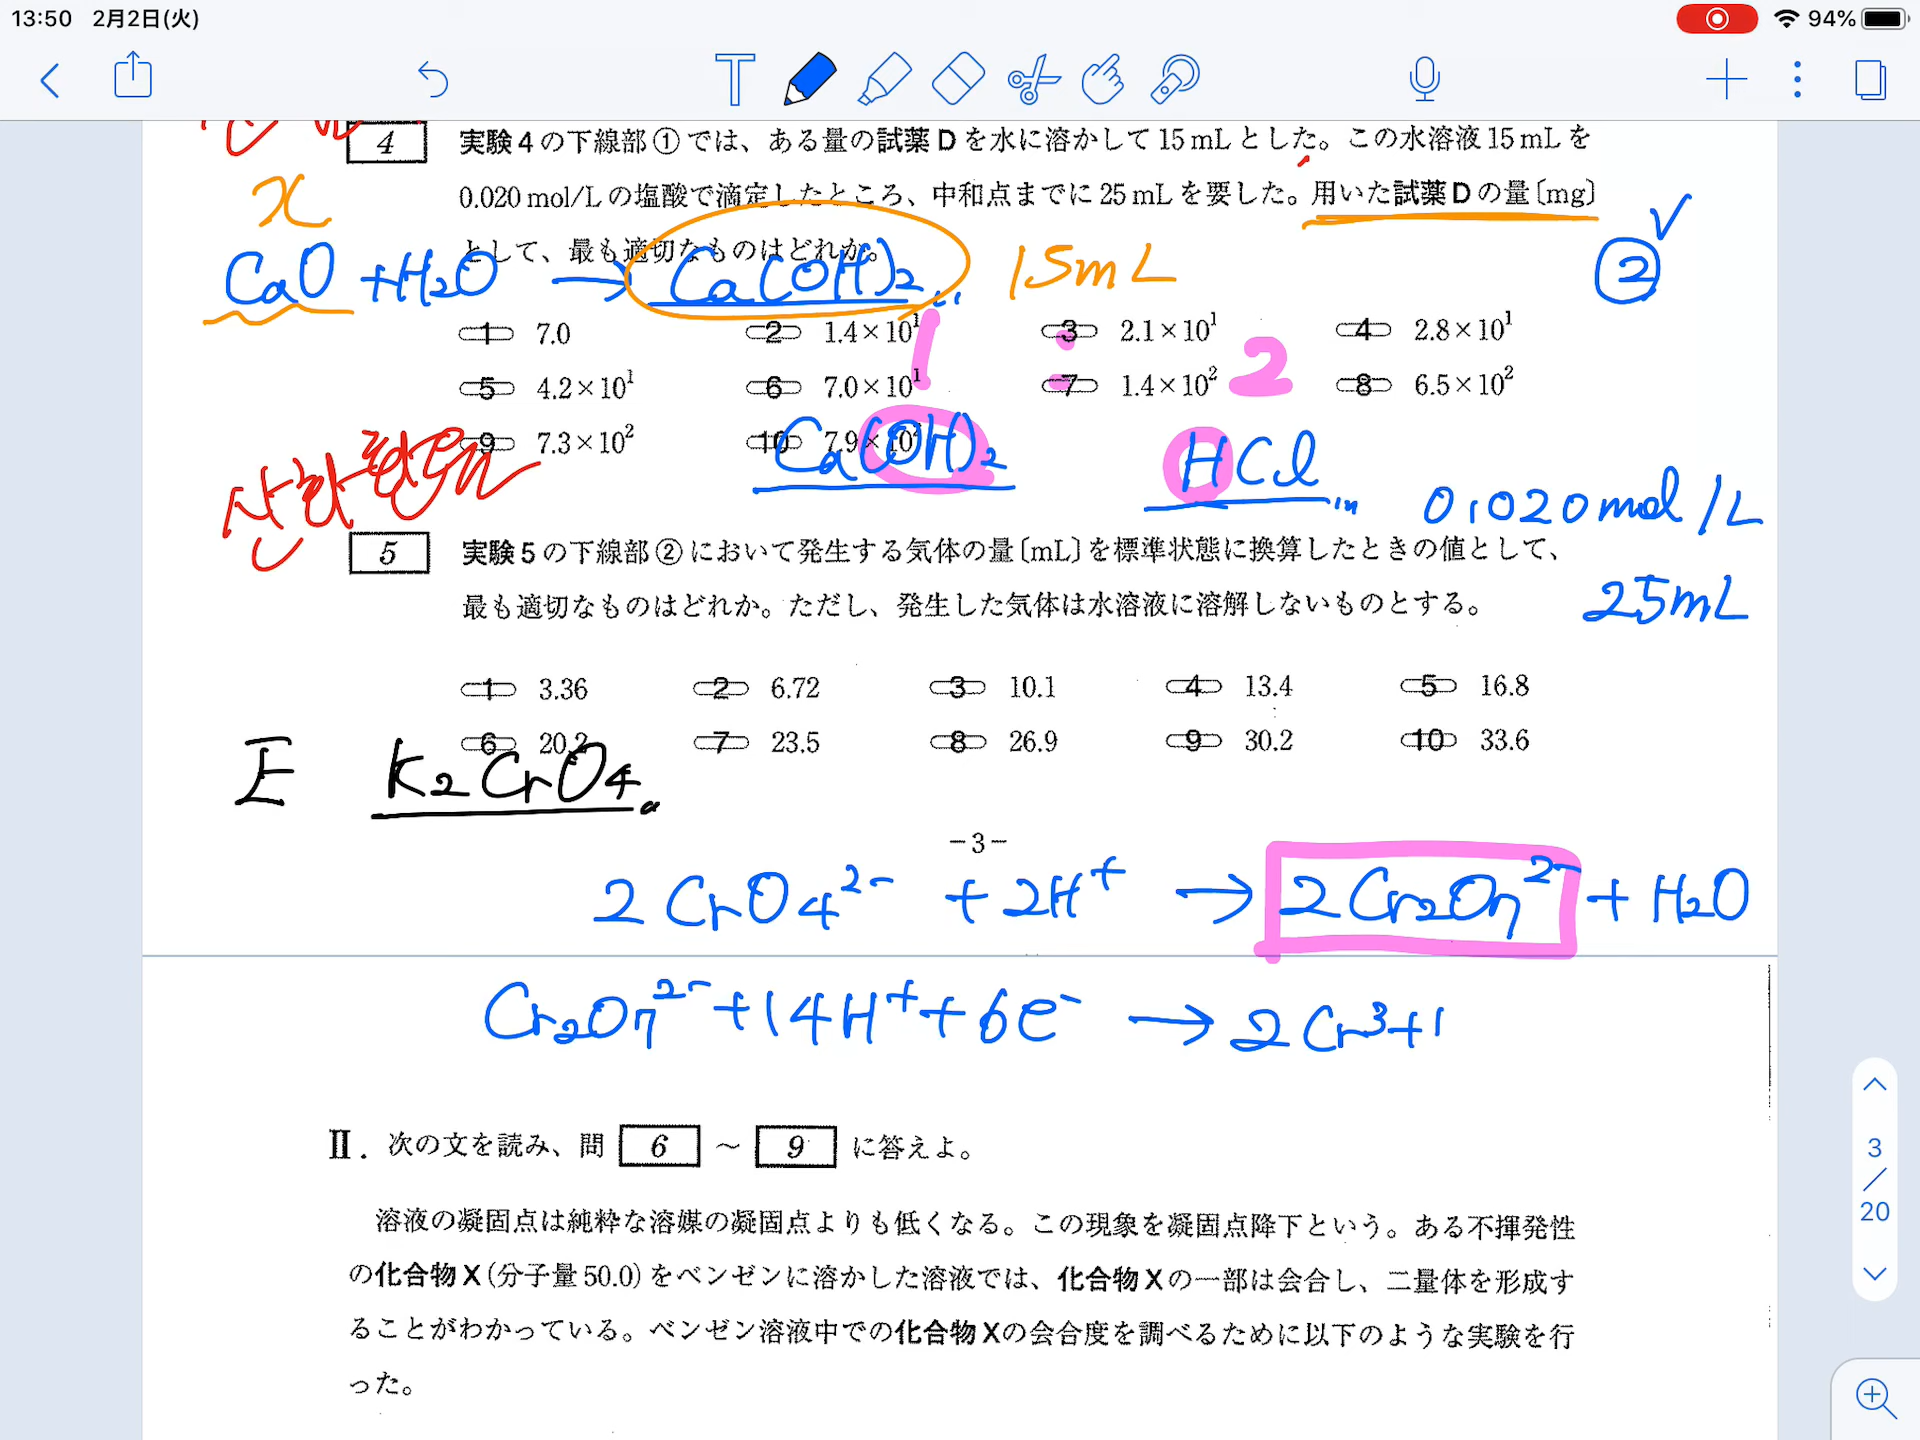 13:50 2月2日(火)
94%
4 実験4の下線部①では、ある量の試薬Dを水に溶かして15mLとした。この水溶液15mLを
x
0.020mol/Lの塩酸で滴定したところ、中和点までに25mLを要した。用いた試薬Dの量〔mg〕
として、最も適切なものはどれか。
CaO + H2O → Ca(OH)2 15mL ②
1 7.0 2 1.4×10¹ 3 2.1×10¹ 4 2.8×10¹
1 2
5 4.2×10¹ 6 7.0×10¹ 7 1.4×10² 8 6.5×10²
9 7.3×10² 10 7.9×10²
산화환원
Ca(OH)2 HCl 0.020mol/L
5 実験5の下線部②において発生する気体の量〔mL〕を標準状態に換算したときの値として、
最も適切なものはどれか。ただし、発生した気体は水溶液に溶解しないものとする。
25mL
1 3.36 2 6.72 3 10.1 4 13.4 5 16.8
6 20.2 7 23.5 8 26.9 9 30.2 10 33.6
E K2CrO4
-3-
2CrO4²⁻ + 2H⁺ → 2Cr2O7²⁻ + H2O
Cr2O7²⁻ + 14H⁺ + 6e⁻ → 2Cr³+
Ⅱ. 次の文を読み、問 6 ~ 9 に答えよ。
溶液の凝固点は純粋な溶媒の凝固点よりも低くなる。この現象を凝固点降下という。ある不揮発性
の化合物X(分子量50.0)をベンゼンに溶かした溶液では、化合物Xの一部は会合し、二量体を形成す
ることがわかっている。ベンゼン溶液中での化合物Xの会合度を調べるために以下のような実験を行
った。
3
/
20